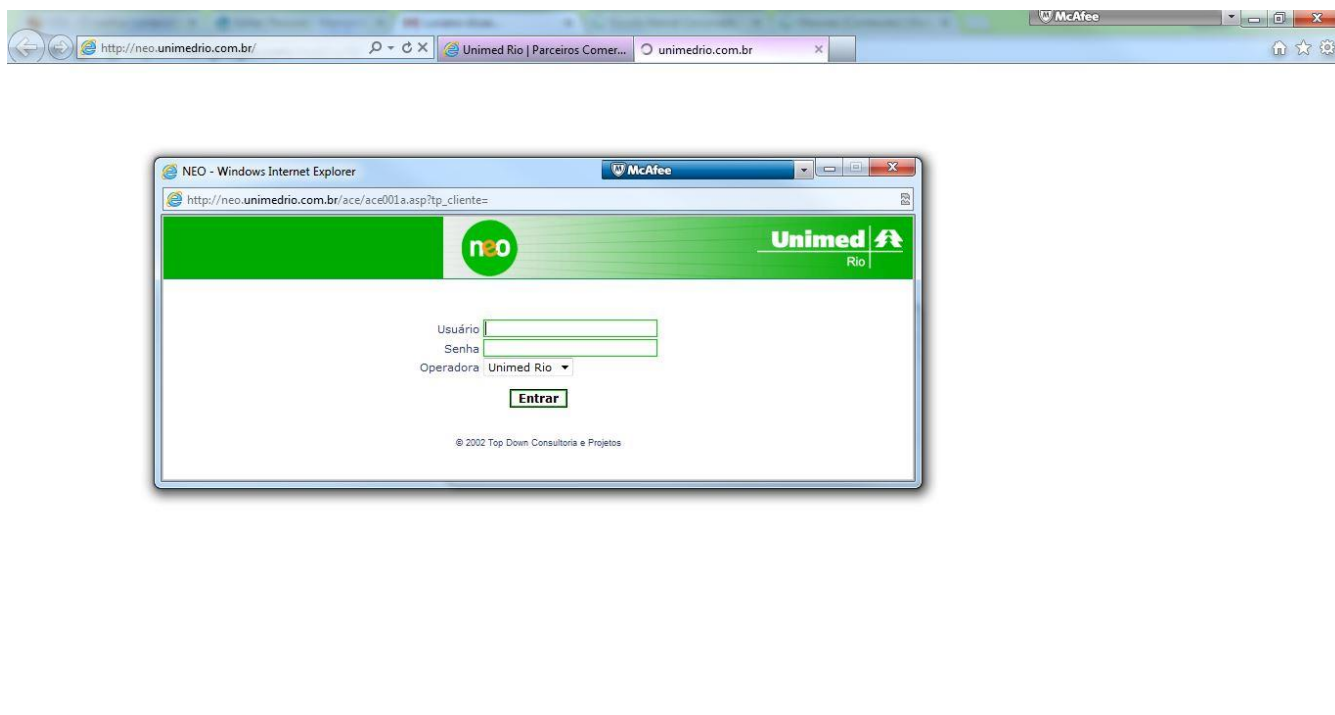 McAfee
http://neo.unimedrio.com.br/
Unimed Rio | Parceiros Comer...
unimedrio.com.br
NEO - Windows Internet Explorer
McAfee
http://neo.unimedrio.com.br/ace/ace001a.asp?tp_cliente=
neo
Unimed
Rio
Usuário
Senha
Operadora Unimed Rio
Entrar
© 2002 Top Down Consultoria e Projetos